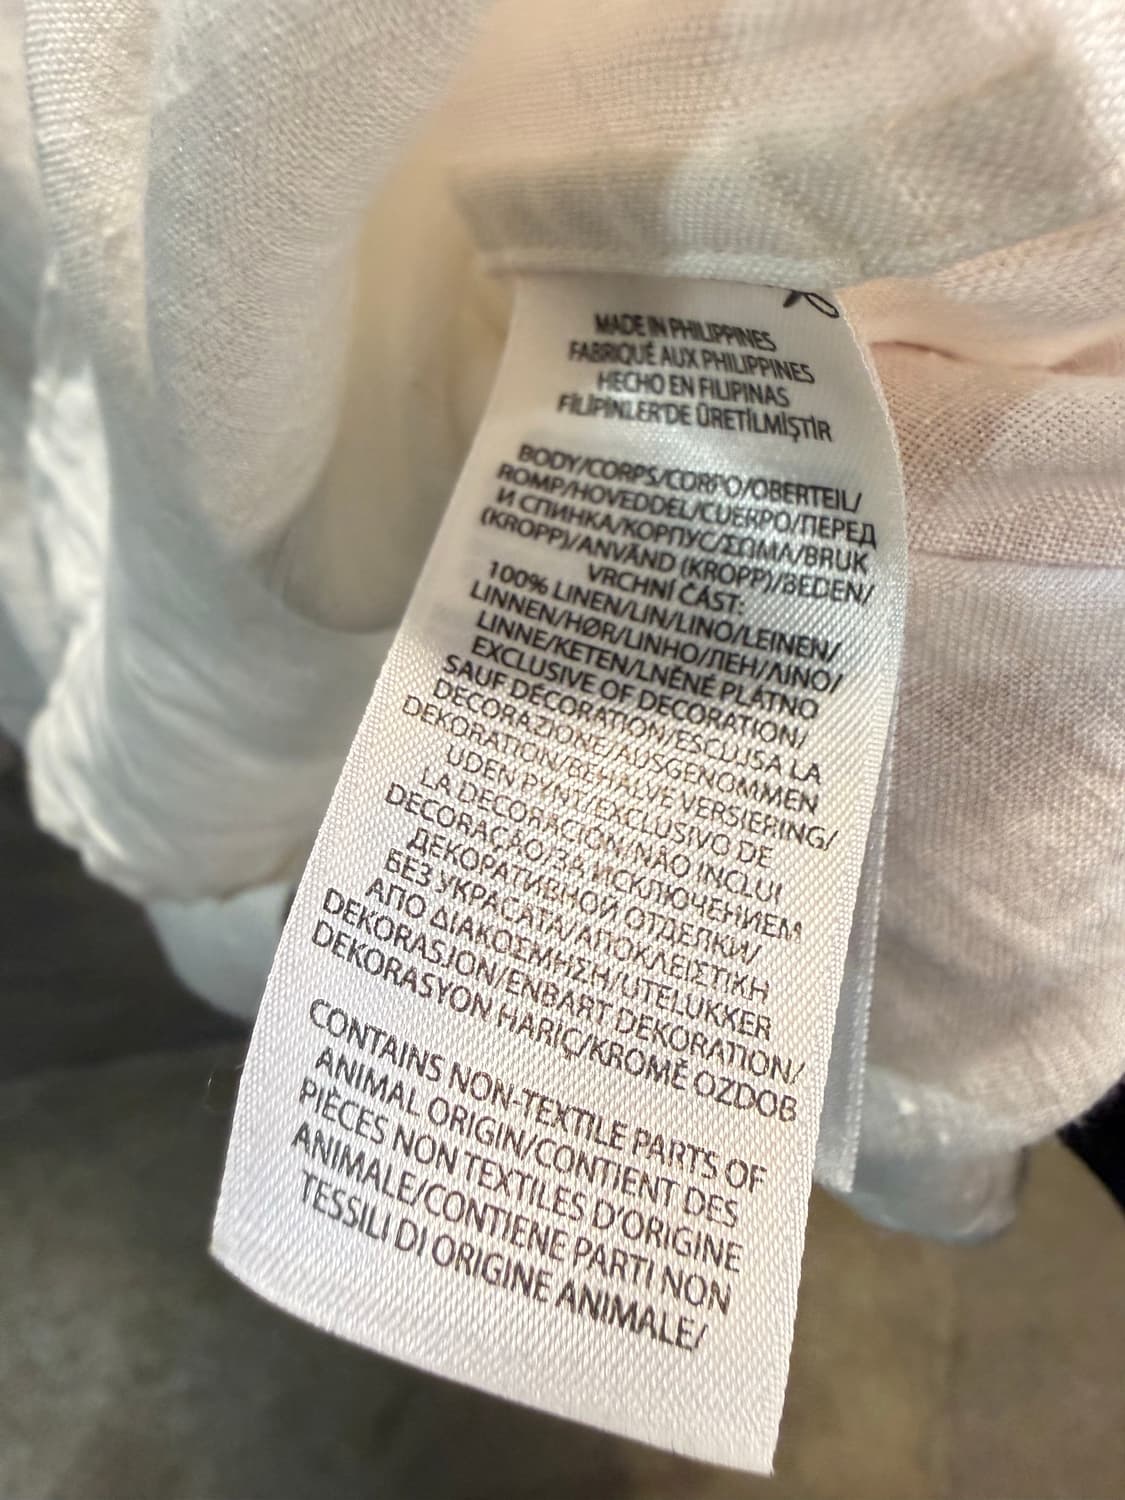 MADE IN PHILIPPINES
FABRIQUÉ AUX PHILIPPINES
HECHO EN FILIPINAS
FİLİPİNLER'DE ÜRETİLMİŞTİR
BODY/CORPS/CORPO/OBERTEIL/
ROMP/HOVEDDEL/CUERPO/ПЕРЕД
И СПИНКА/КОРПУС/ΣΩΜΑ/BRUK
(KROPP)/ANVÄND (KROPP)/BEDEN/
VRCHNÍ ČÁST:
100% LINEN/LIN/LINO/LEINEN/
LINNEN/HØR/LINHO/ЛЕН/ΛΙΝΟ/
LINNE/KETEN/LNĚNÉ PLÁTNO
EXCLUSIVE OF DECORATION/
SAUF DÉCORATION/ESCLUSA LA
DECORAZIONE/AUSGENOMMEN
DEKORATION/BEHALVE VERSIERING/
UDEN PYNT/EXCLUSIVO DE
LA DECORACIÓN/NÃO INCLUI
DECORAÇÃO/ЗА ИСКЛЮЧЕНИЕМ
ДЕКОРАТИВНОЙ ОТДЕЛКИ/
БЕЗ УКРАСАТА/ΑΠΟΚΛΕΙΣΤΙΚΗ
ΑΠΟ ΔΙΑΚΟΣΜΗΣΗ/UTELUKKER
DEKORASJON/ENBART DEKORATION/
DEKORASYON HARİÇ/KROMĚ OZDOB
CONTAINS NON-TEXTILE PARTS OF
ANIMAL ORIGIN/CONTIENT DES
PIÈCES NON TEXTILES D'ORIGINE
ANIMALE/CONTIENE PARTI NON
TESSILI DI ORIGINE ANIMALE/